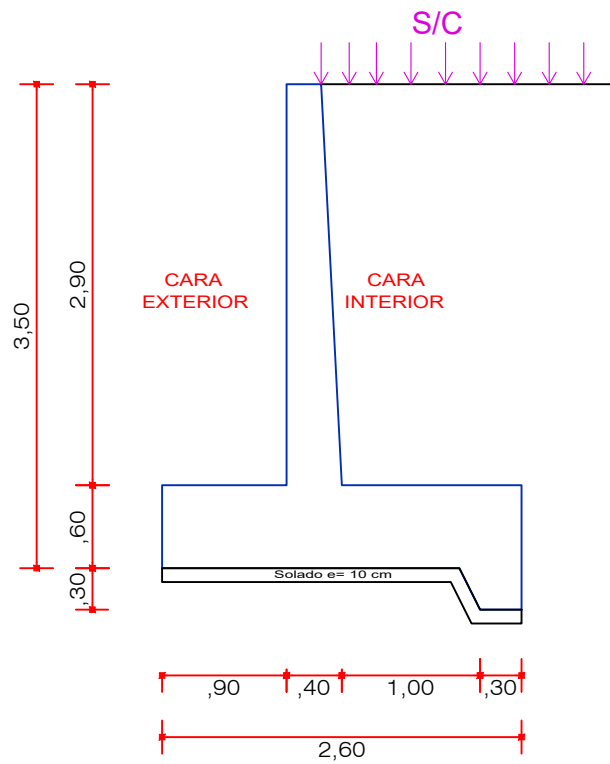 S/C
CARA
EXTERIOR
CARA
INTERIOR
3,50
2,90
,60
,30
Solado e= 10 cm
,90
,40
1,00
,30
2,60